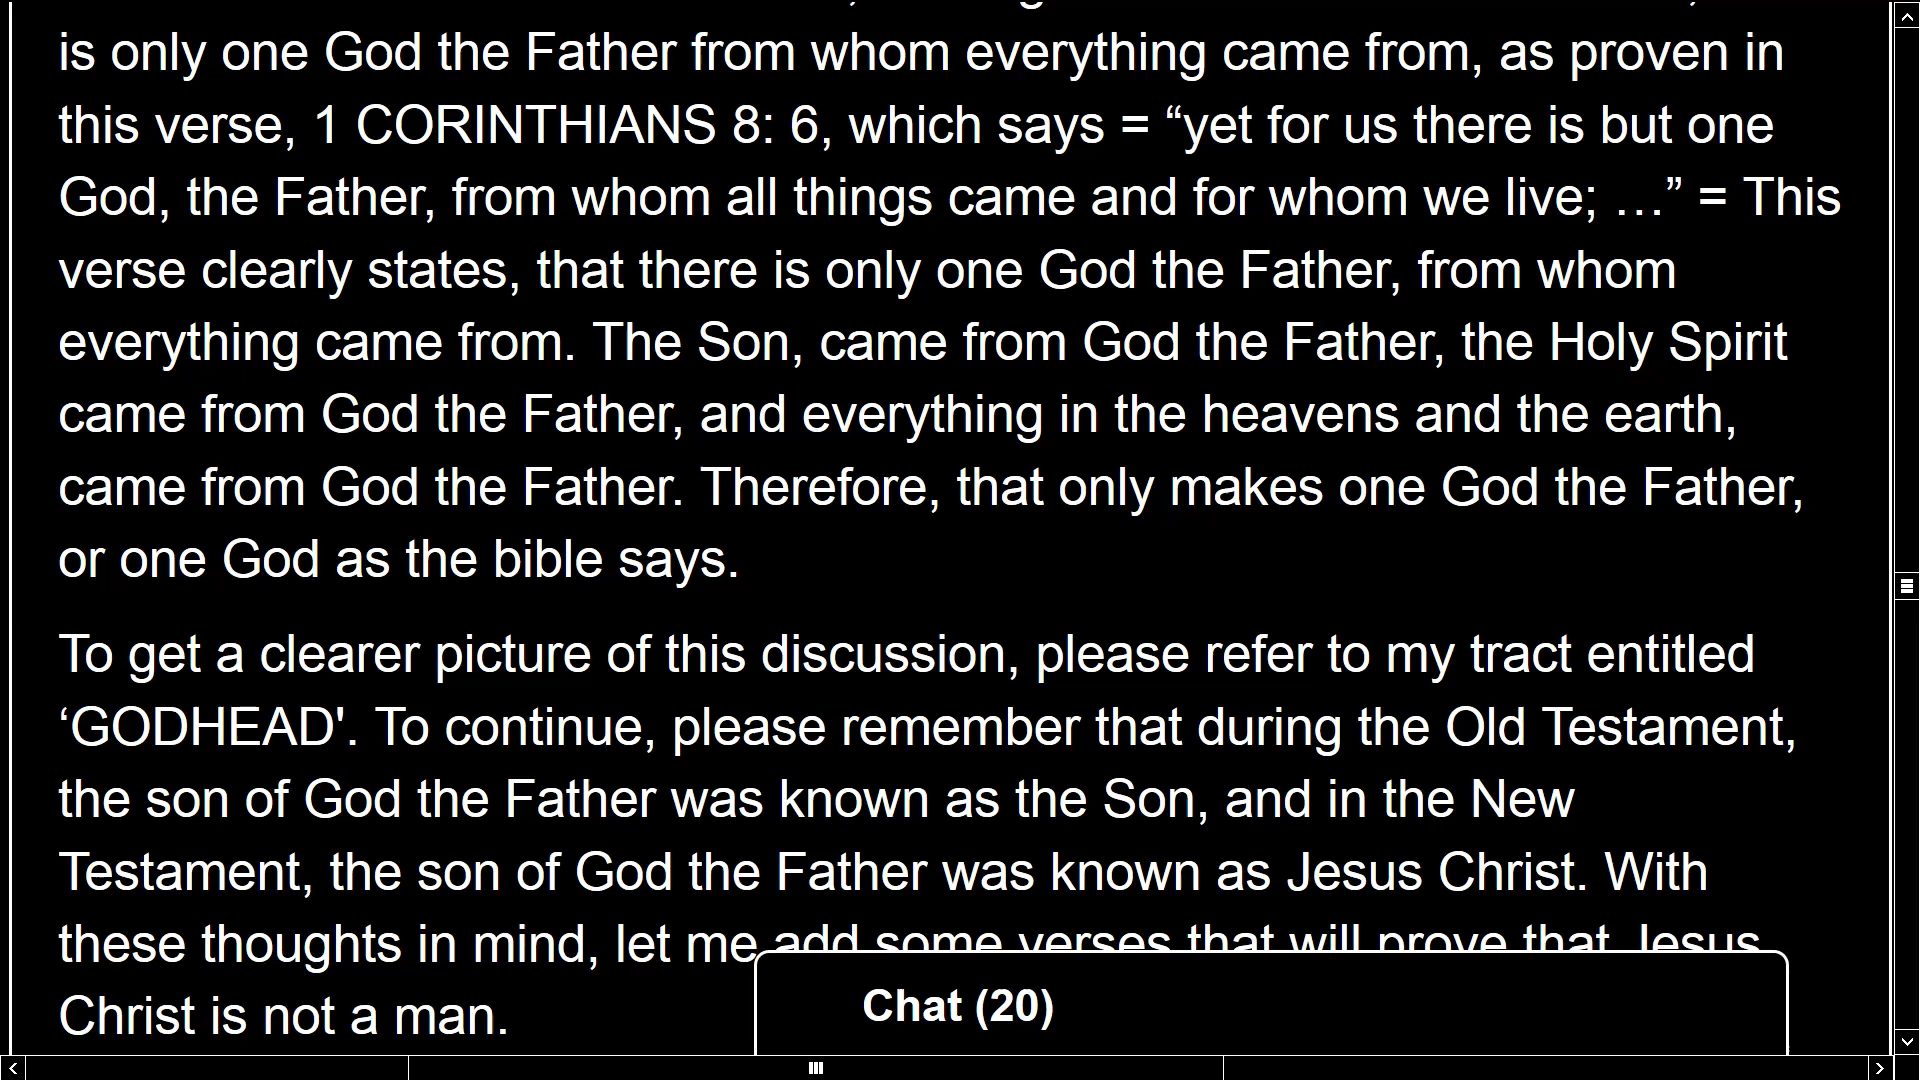 is only one God the Father from whom everything came from, as proven in
this verse, 1 CORINTHIANS 8: 6, which says = “yet for us there is but one
God, the Father, from whom all things came and for whom we live; …” = This
verse clearly states, that there is only one God the Father, from whom
everything came from. The Son, came from God the Father, the Holy Spirit
came from God the Father, and everything in the heavens and the earth,
came from God the Father. Therefore, that only makes one God the Father,
or one God as the bible says.
To get a clearer picture of this discussion, please refer to my tract entitled
‘GODHEAD'. To continue, please remember that during the Old Testament,
the son of God the Father was known as the Son, and in the New
Testament, the son of God the Father was known as Jesus Christ. With
these thoughts in mind, let me add some verses that will prove that Jesus
Christ is not a man.
Chat (20)